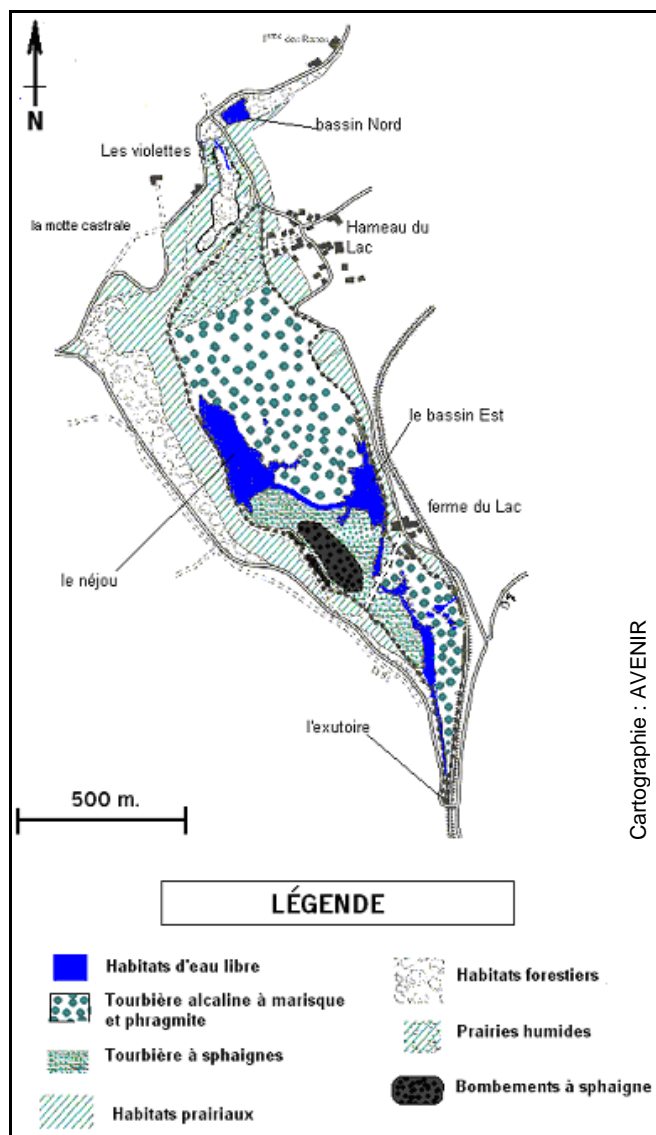 N
bassin Nord
Les violettes
la motte castrale
Hameau du
Lac
le bassin Est
ferme du Lac
le néjou
l'exutoire
500 m.
Cartographie : AVENIR
LÉGENDE
Habitats d'eau libre
Tourbière alcaline à marisque
et phragmite
Tourbière à sphaignes
Habitats prairiaux
Habitats forestiers
Prairies humides
Bombements à sphaigne